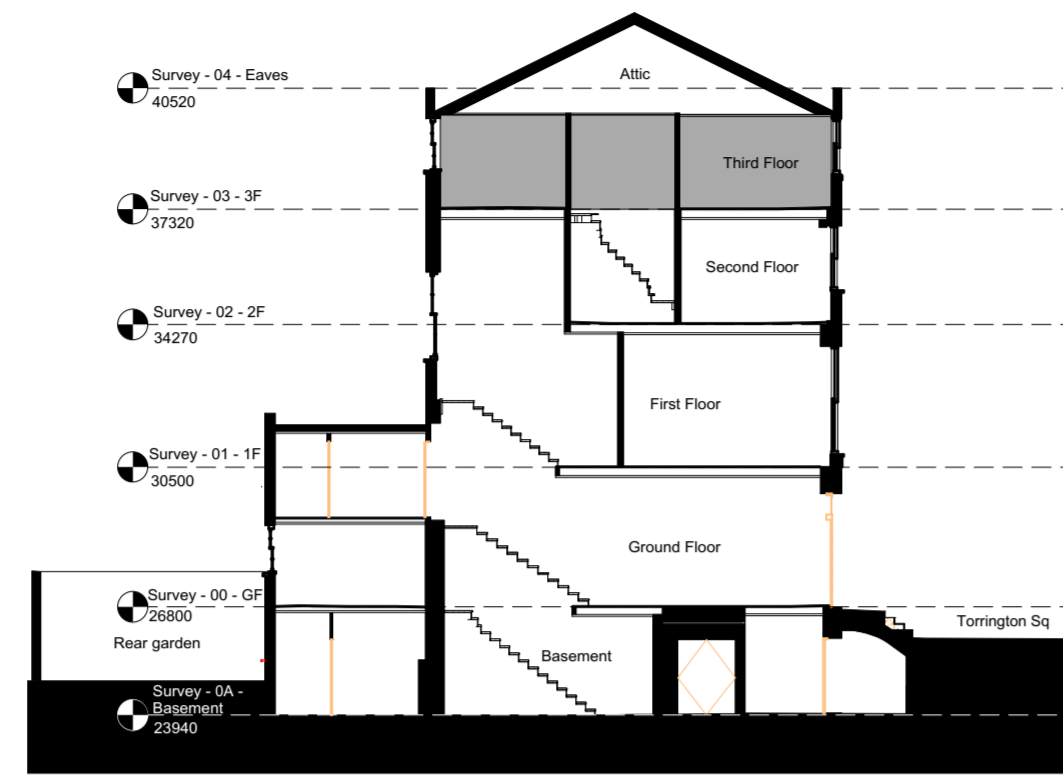 Attic
Survey - 04 - Eaves
40520
Third Floor
Survey - 03 - 3F
37320
Second Floor
Survey - 02 - 2F
34270
First Floor
Survey - 01 - 1F
30500
Ground Floor
Survey - 00 - GF
26800
Torrington Sq
Rear garden
Basement
Survey - 0A -
Basement
23940